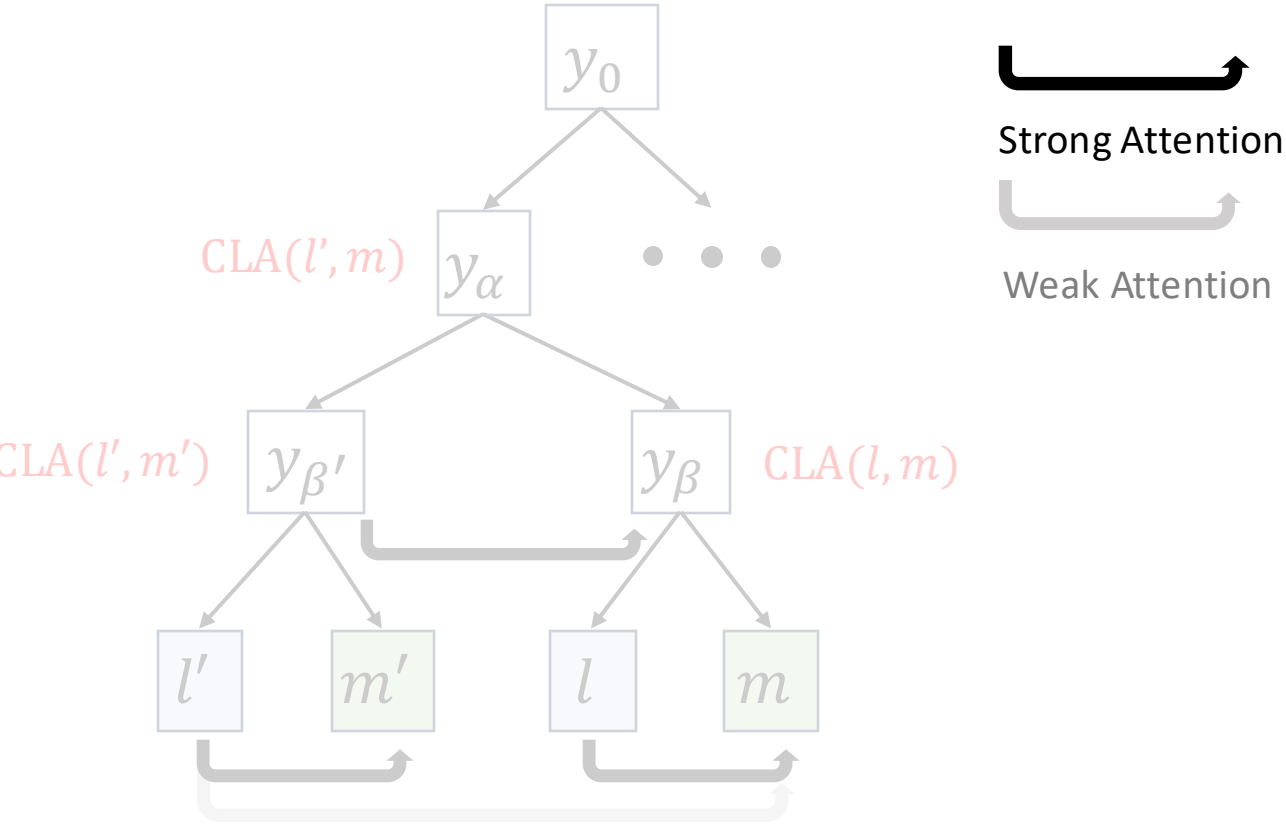 y₀
Strong Attention
CLA(l’, m)
yα
• • •
Weak Attention
CLA(l′, m′)
yβ′
yβ
CLA(l, m)
l′
m′
l
m